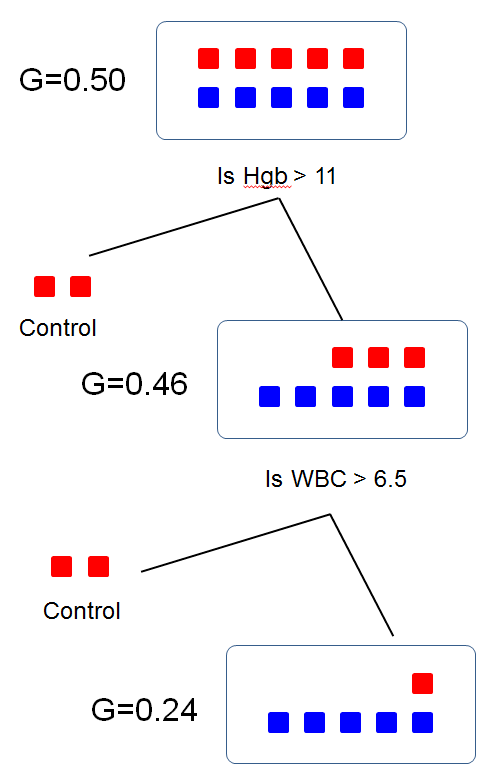 G=0.50
Is Hgb > 11
Control
G=0.46
Is WBC > 6.5
Control
G=0.24